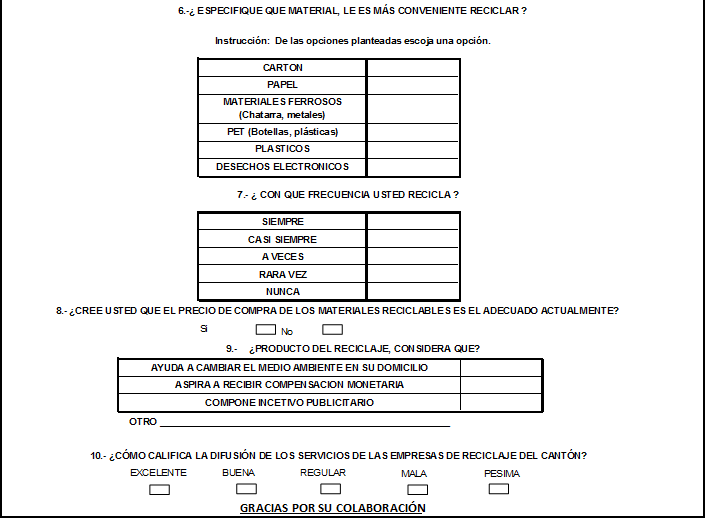 6.-¿ ESPECIFIQUE QUE MATERIAL, LE ES MÁS CONVENIENTE RECICLAR ?
Instrucción: De las opciones planteadas escoja una opción.
CARTON
PAPEL
MATERIALES FERROSOS
(Chatarra, metales)
PET (Botellas, plásticas)
PLASTICOS
DESECHOS ELECTRONICOS
7.- ¿ CON QUE FRECUENCIA USTED RECICLA ?
SIEMPRE
CASI SIEMPRE
A VECES
RARA VEZ
NUNCA
8.- ¿CREE USTED QUE EL PRECIO DE COMPRA DE LOS MATERIALES RECICLABLES ES EL ADECUADO ACTUALMENTE?
Si No
9.- ¿PRODUCTO DEL RECICLAJE, CONSIDERA QUE?
AYUDA A CAMBIAR EL MEDIO AMBIENTE EN SU DOMICILIO
ASPIRA A RECIBIR COMPENSACION MONETARIA
COMPONE INCETIVO PUBLICITARIO
OTRO
10.- ¿CÓMO CALIFICA LA DIFUSIÓN DE LOS SERVICIOS DE LAS EMPRESAS DE RECICLAJE DEL CANTÓN?
EXCELENTE BUENA REGULAR MALA PESIMA
GRACIAS POR SU COLABORACIÓN